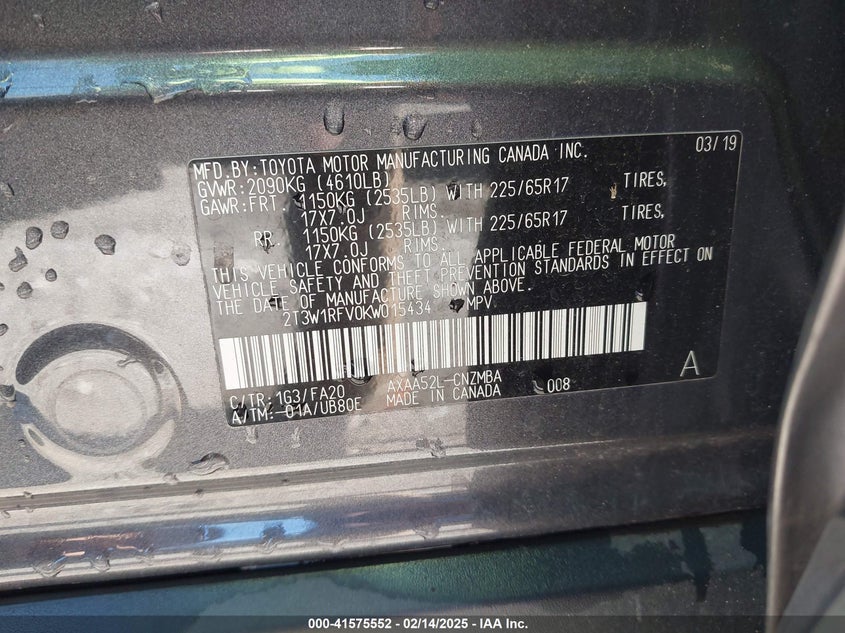 MFD.BY:TOYOTA MOTOR MANUFACTURING CANADA INC. 03/19
GVWR:2090KG (4610LB)
GAWR:FRT 1150KG (2535LB) WITH 225/65R17 TIRES,
17X7.0J RIMS.
RR 1150KG (2535LB) WITH 225/65R17 TIRES,
17X7.0J RIMS.
THIS VEHICLE CONFORMS TO ALL APPLICABLE FEDERAL MOTOR
VEHICLE SAFETY AND THEFT PREVENTION STANDARDS IN EFFECT ON
THE DATE OF MANUFACTURE SHOWN ABOVE.
2T3W1RFV0KW015434 MPV
C/TR:1G3/FA20 AXAA52L-CNZMBA 008 A
A/TM:-01A/UB80E MADE IN CANADA
000-41575552 — 02/14/2025 — IAA Inc.